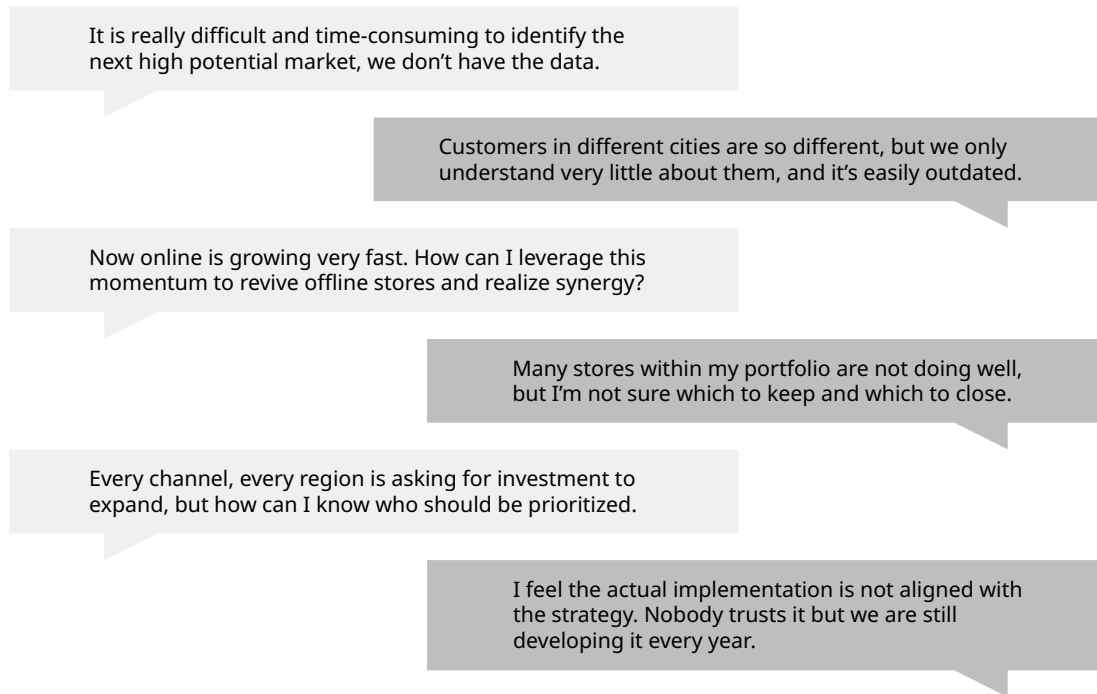 It is really difficult and time-consuming to identify the
next high potential market, we don’t have the data.
Customers in different cities are so different, but we only
understand very little about them, and it’s easily outdated.
Now online is growing very fast. How can I leverage this
momentum to revive offline stores and realize synergy?
Many stores within my portfolio are not doing well,
but I’m not sure which to keep and which to close.
Every channel, every region is asking for investment to
expand, but how can I know who should be prioritized.
I feel the actual implementation is not aligned with
the strategy. Nobody trusts it but we are still
developing it every year.